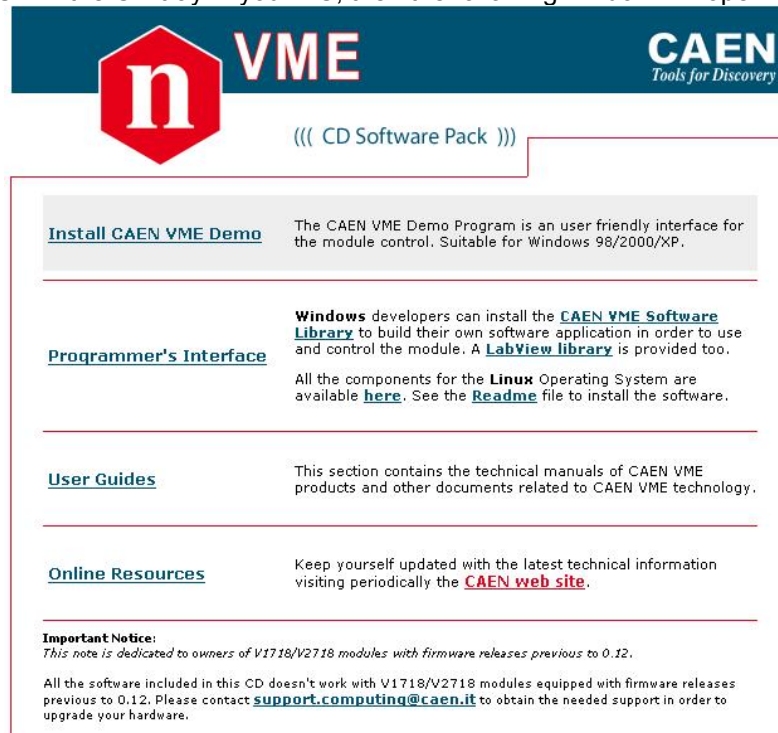 n VME
CAEN
Tools for Discovery
((( CD Software Pack )))
Install CAEN VME Demo
The CAEN VME Demo Program is an user friendly interface for
the module control. Suitable for Windows 98/2000/XP.
Programmer's Interface
Windows developers can install the CAEN VME Software
Library to build their own software application in order to use
and control the module. A LabView library is provided too.
All the components for the Linux Operating System are
available here. See the Readme file to install the software.
User Guides
This section contains the technical manuals of CAEN VME
products and other documents related to CAEN VME technology.
Online Resources
Keep yourself updated with the latest technical information
visiting periodically the CAEN web site.
Important Notice:
This note is dedicated to owners of V1718/V2718 modules with firmware releases previous to 0.12.
All the software included in this CD doesn't work with V1718/V2718 modules equipped with firmware releases
previous to 0.12. Please contact support.computing@caen.it to obtain the needed support in order to
upgrade your hardware.